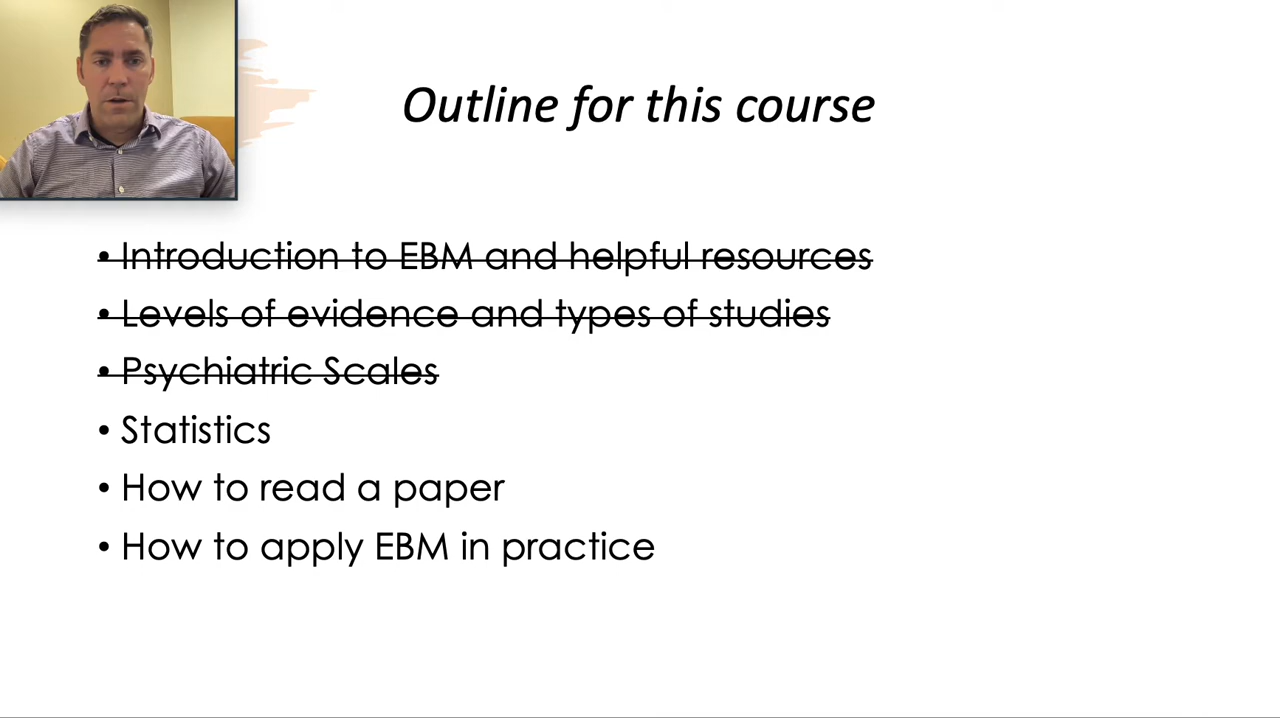 Outline for this course
• Introduction to EBM and helpful resources
• Levels of evidence and types of studies
• Psychiatric Scales
• Statistics
• How to read a paper
• How to apply EBM in practice